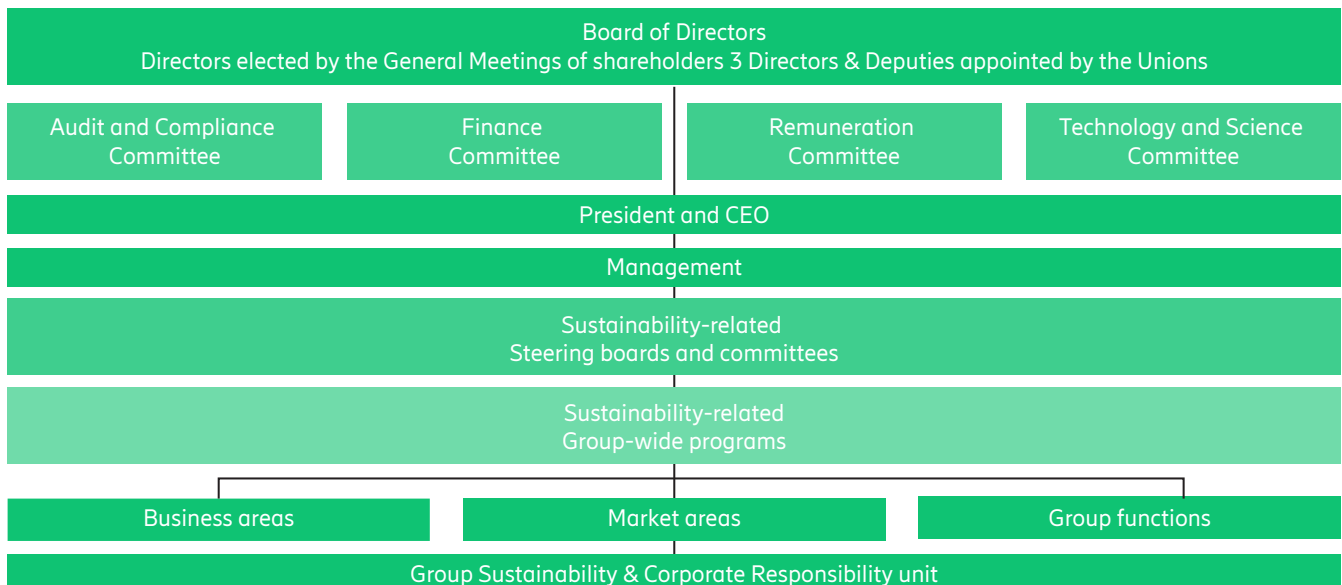 Board of Directors
Directors elected by the General Meetings of shareholders 3 Directors & Deputies appointed by the Unions
Audit and Compliance
Committee
Finance
Committee
Remuneration
Committee
Technology and Science
Committee
President and CEO
Management
Sustainability-related
Steering boards and committees
Sustainability-related
Group-wide programs
Business areas
Market areas
Group functions
Group Sustainability & Corporate Responsibility unit